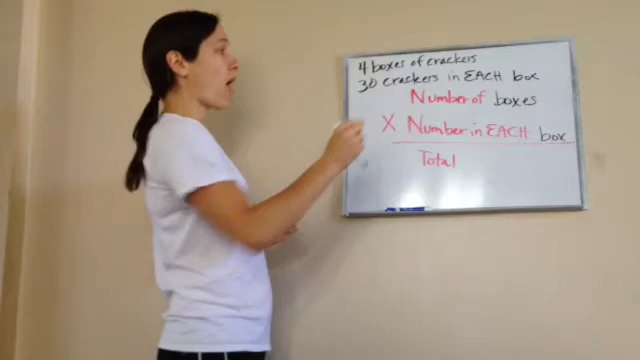 4 boxes of crackers
30 crackers in EACH box
Number of boxes
X Number in EACH box
Total